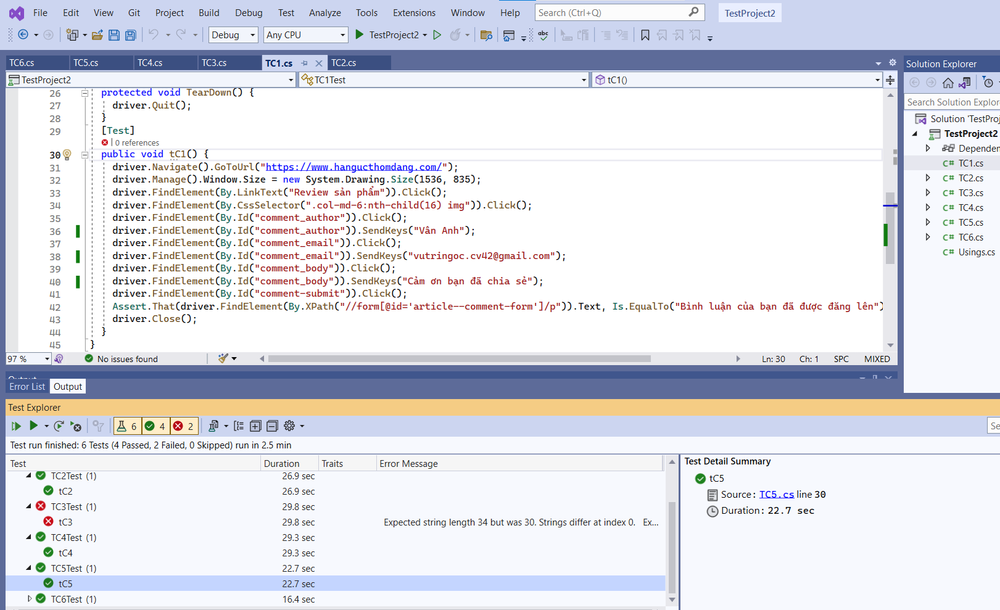 File Edit View Git Project Build Debug Test Analyze Tools Extensions Window Help Search (Ctrl+Q) TestProject2
Debug Any CPU TestProject2 abc
TC6.cs TC5.cs TC4.cs TC3.cs TC1.cs TC2.cs
TestProject2 TC1Test tC1()
26 protected void TearDown() {
27 driver.Quit();
28 }
29 [Test]
0 references
30 public void tC1() {
31 driver.Navigate().GoToUrl("https://www.hangucthomdang.com/");
32 driver.Manage().Window.Size = new System.Drawing.Size(1536, 835);
33 driver.FindElement(By.LinkText("Review sản phẩm")).Click();
34 driver.FindElement(By.CssSelector(".col-md-6:nth-child(16) img")).Click();
35 driver.FindElement(By.Id("comment_author")).Click();
36 driver.FindElement(By.Id("comment_author")).SendKeys("Vân Anh");
37 driver.FindElement(By.Id("comment_email")).Click();
38 driver.FindElement(By.Id("comment_email")).SendKeys("vutringoc.cv42@gmail.com");
39 driver.FindElement(By.Id("comment_body")).Click();
40 driver.FindElement(By.Id("comment_body")).SendKeys("Cảm ơn bạn đã chia sẻ");
41 driver.FindElement(By.Id("comment-submit")).Click();
42 Assert.That(driver.FindElement(By.XPath("//form[@id='article--comment-form']/p")).Text, Is.EqualTo("Bình luận của bạn đã được đăng lên")
43 driver.Close();
44 }
45 }
97 % No issues found Ln: 30 Ch: 1 SPC MIXED
Solution Explorer
Search Solution Explor
Solution 'TestProj
TestProject2
Dependen
C# TC1.cs
C# TC2.cs
C# TC3.cs
C# TC4.cs
C# TC5.cs
C# TC6.cs
C# Usings.cs
Output
Error List Output
Test Explorer
6 4 2
Se
Test run finished: 6 Tests (4 Passed, 2 Failed, 0 Skipped) run in 2.5 min
Test Duration Traits Error Message
TC2Test (1) 26.9 sec
tC2 26.9 sec
TC3Test (1) 29.8 sec
tC3 29.8 sec Expected string length 34 but was 30. Strings differ at index 0. Ex...
TC4Test (1) 29.3 sec
tC4 29.3 sec
TC5Test (1) 22.7 sec
tC5 22.7 sec
TC6Test (1) 16.4 sec
Test Detail Summary
tC5
Source: TC5.cs line 30
Duration: 22.7 sec